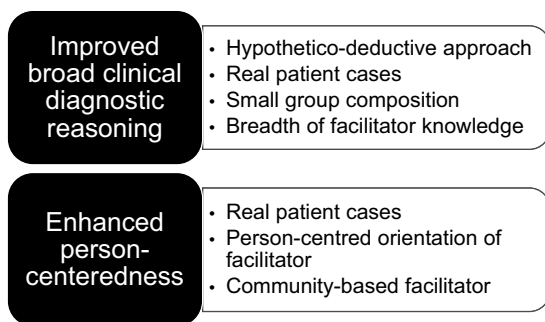 Improved
broad clinical
diagnostic
reasoning
• Hypothetico-deductive approach
• Real patient cases
• Small group composition
• Breadth of facilitator knowledge
Enhanced
person-
centeredness
• Real patient cases
• Person-centred orientation of
facilitator
• Community-based facilitator